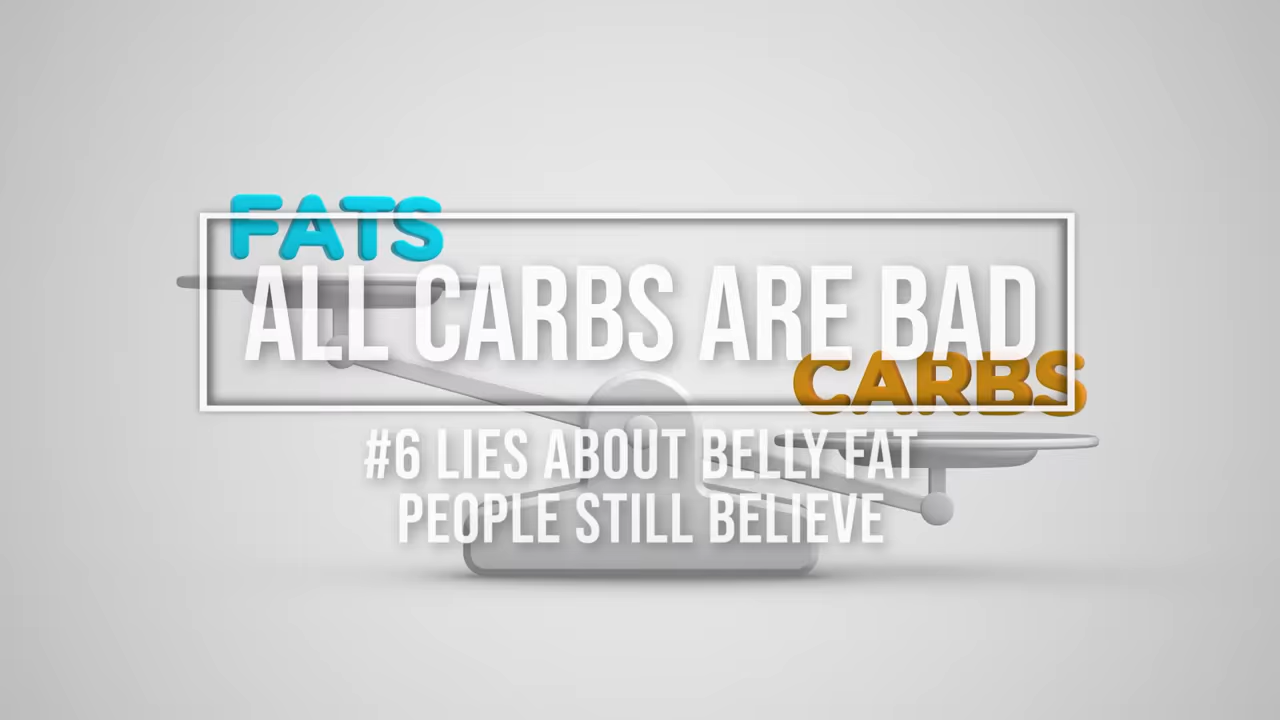 FATS
ALL CARBS ARE BAD
CARBS
#6 LIES ABOUT BELLY FAT
PEOPLE STILL BELIEVE